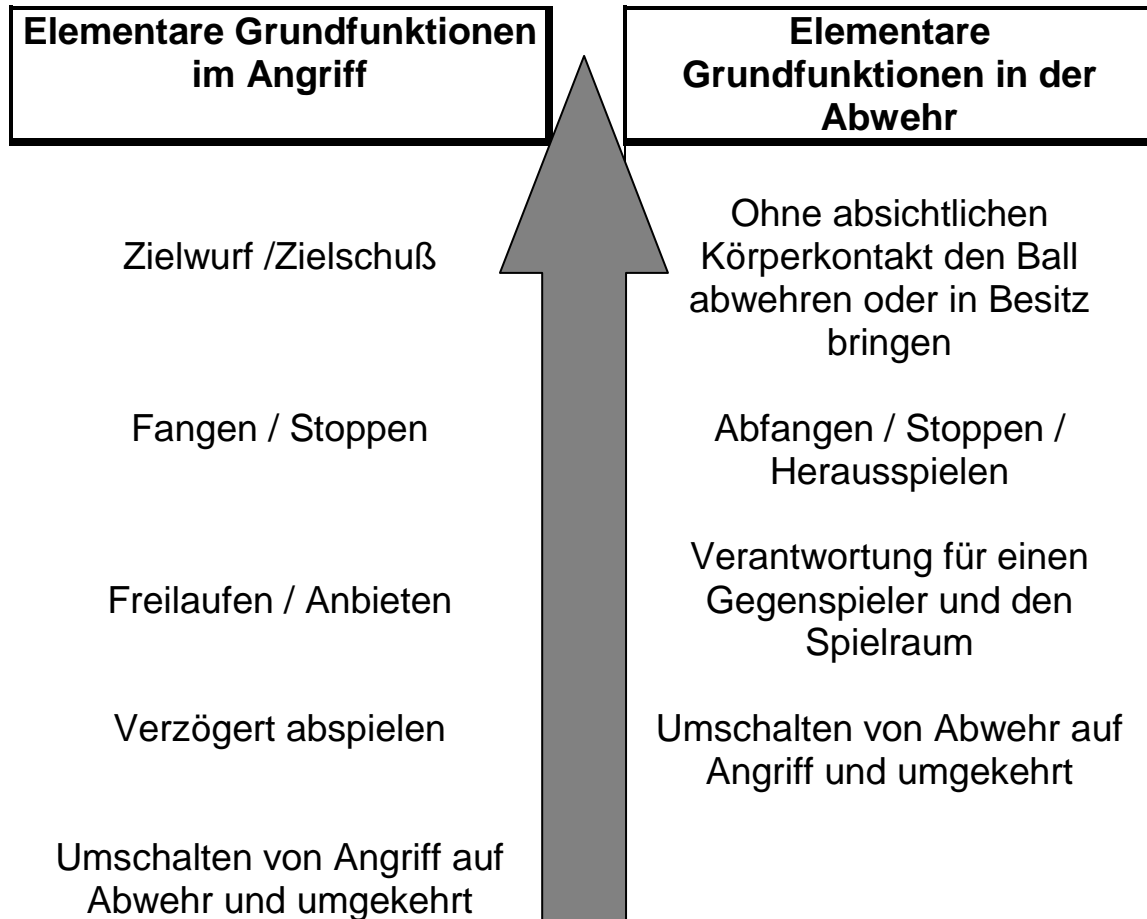 Elementare Grundfunktionen
im Angriff
Elementare
Grundfunktionen in der
Abwehr
Zielwurf /Zielschuß
Ohne absichtlichen
Körperkontakt den Ball
abwehren oder in Besitz
bringen
Fangen / Stoppen
Abfangen / Stoppen /
Herausspielen
Freilaufen / Anbieten
Verantwortung für einen
Gegenspieler und den
Spielraum
Verzögert abspielen
Umschalten von Abwehr auf
Angriff und umgekehrt
Umschalten von Angriff auf
Abwehr und umgekehrt